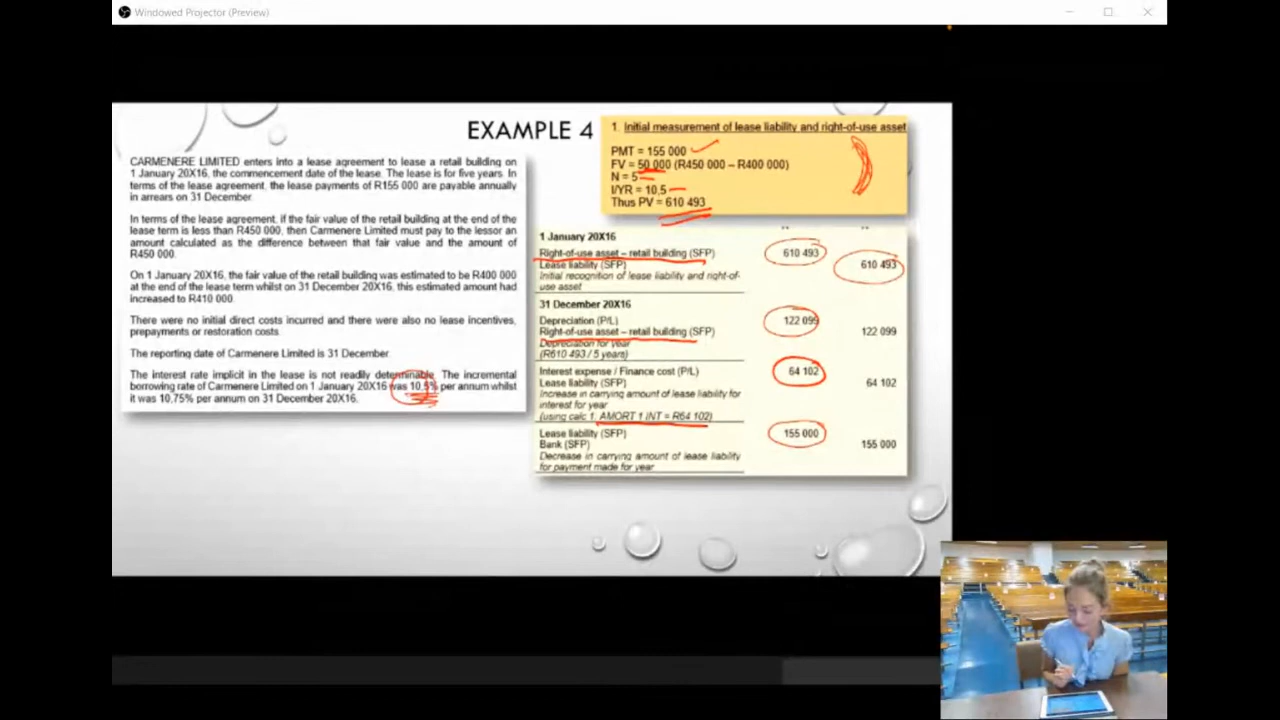 Windowed Projector (Preview)
EXAMPLE 4
CARMENERE LIMITED enters into a lease agreement to lease a retail building on
1 January 20X16, the commencement date of the lease. The lease is for five years. In
terms of the lease agreement, the lease payments of R155 000 are payable annually
in arrears on 31 December.
In terms of the lease agreement, if the fair value of the retail building at the end of the
lease term is less than R450 000, then Carmenere Limited must pay to the lessor an
amount calculated as the difference between that fair value and the amount of
R450 000.
On 1 January 20X16, the fair value of the retail building was estimated to be R400 000
at the end of the lease term whilst on 31 December 20X16, this estimated amount had
increased to R410 000.
There were no initial direct costs incurred and there were also no lease incentives,
prepayments or restoration costs.
The reporting date of Carmenere Limited is 31 December.
The interest rate implicit in the lease is not readily determinable. The incremental
borrowing rate of Carmenere Limited on 1 January 20X16 was 10.5% per annum whilst
it was 10.75% per annum on 31 December 20X16.
1. Initial measurement of lease liability and right-of-use asset
PMT = 155 000
FV = 50 000 (R450 000 – R400 000)
N = 5
I/YR = 10,5
Thus PV = 610 493
1 January 20X16
Right-of-use asset – retail building (SFP) 610 493
Lease liability (SFP) 610 493
Initial recognition of lease liability and right-of-
use asset
31 December 20X16
Depreciation (P/L) 122 099
Right-of-use asset – retail building (SFP) 122 099
Depreciation for year
(R610 493 / 5 years)
Interest expense / Finance cost (P/L) 64 102
Lease liability (SFP) 64 102
Increase in carrying amount of lease liability for
interest for year
(using calc 1. AMORT 1 INT = R64 102)
Lease liability (SFP) 155 000
Bank (SFP) 155 000
Decrease in carrying amount of lease liability
for payment made for year